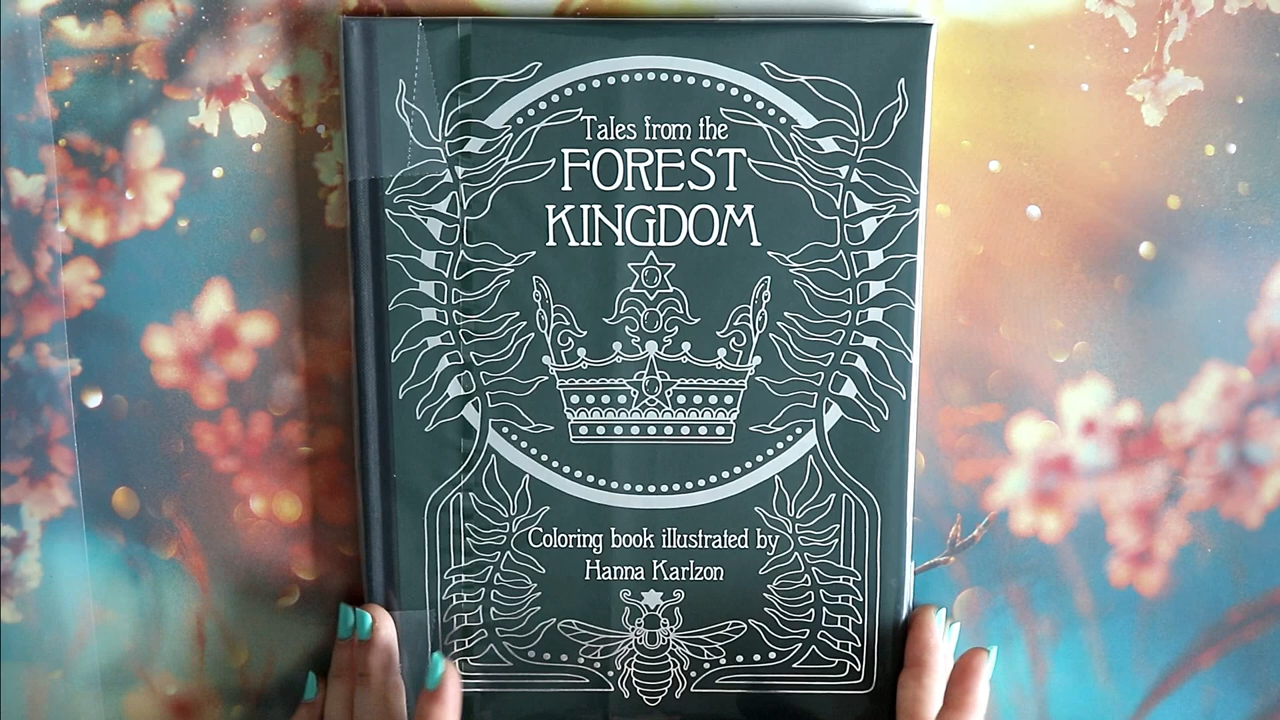 Tales from the
FOREST
KINGDOM
Coloring book illustrated by
Hanna Karlzon